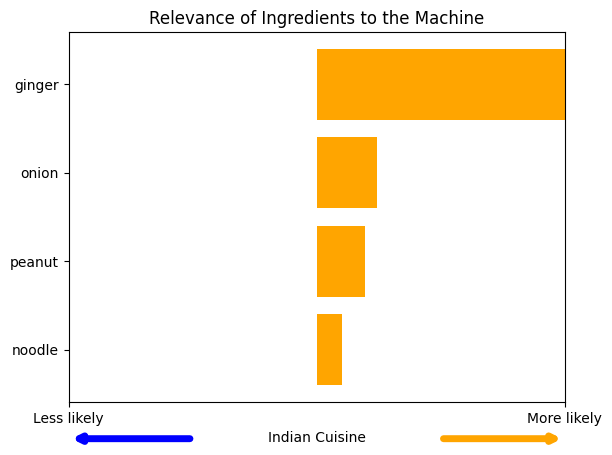 Relevance of Ingredients to the Machine
ginger
onion
peanut
noodle
Less likely
More likely
Indian Cuisine